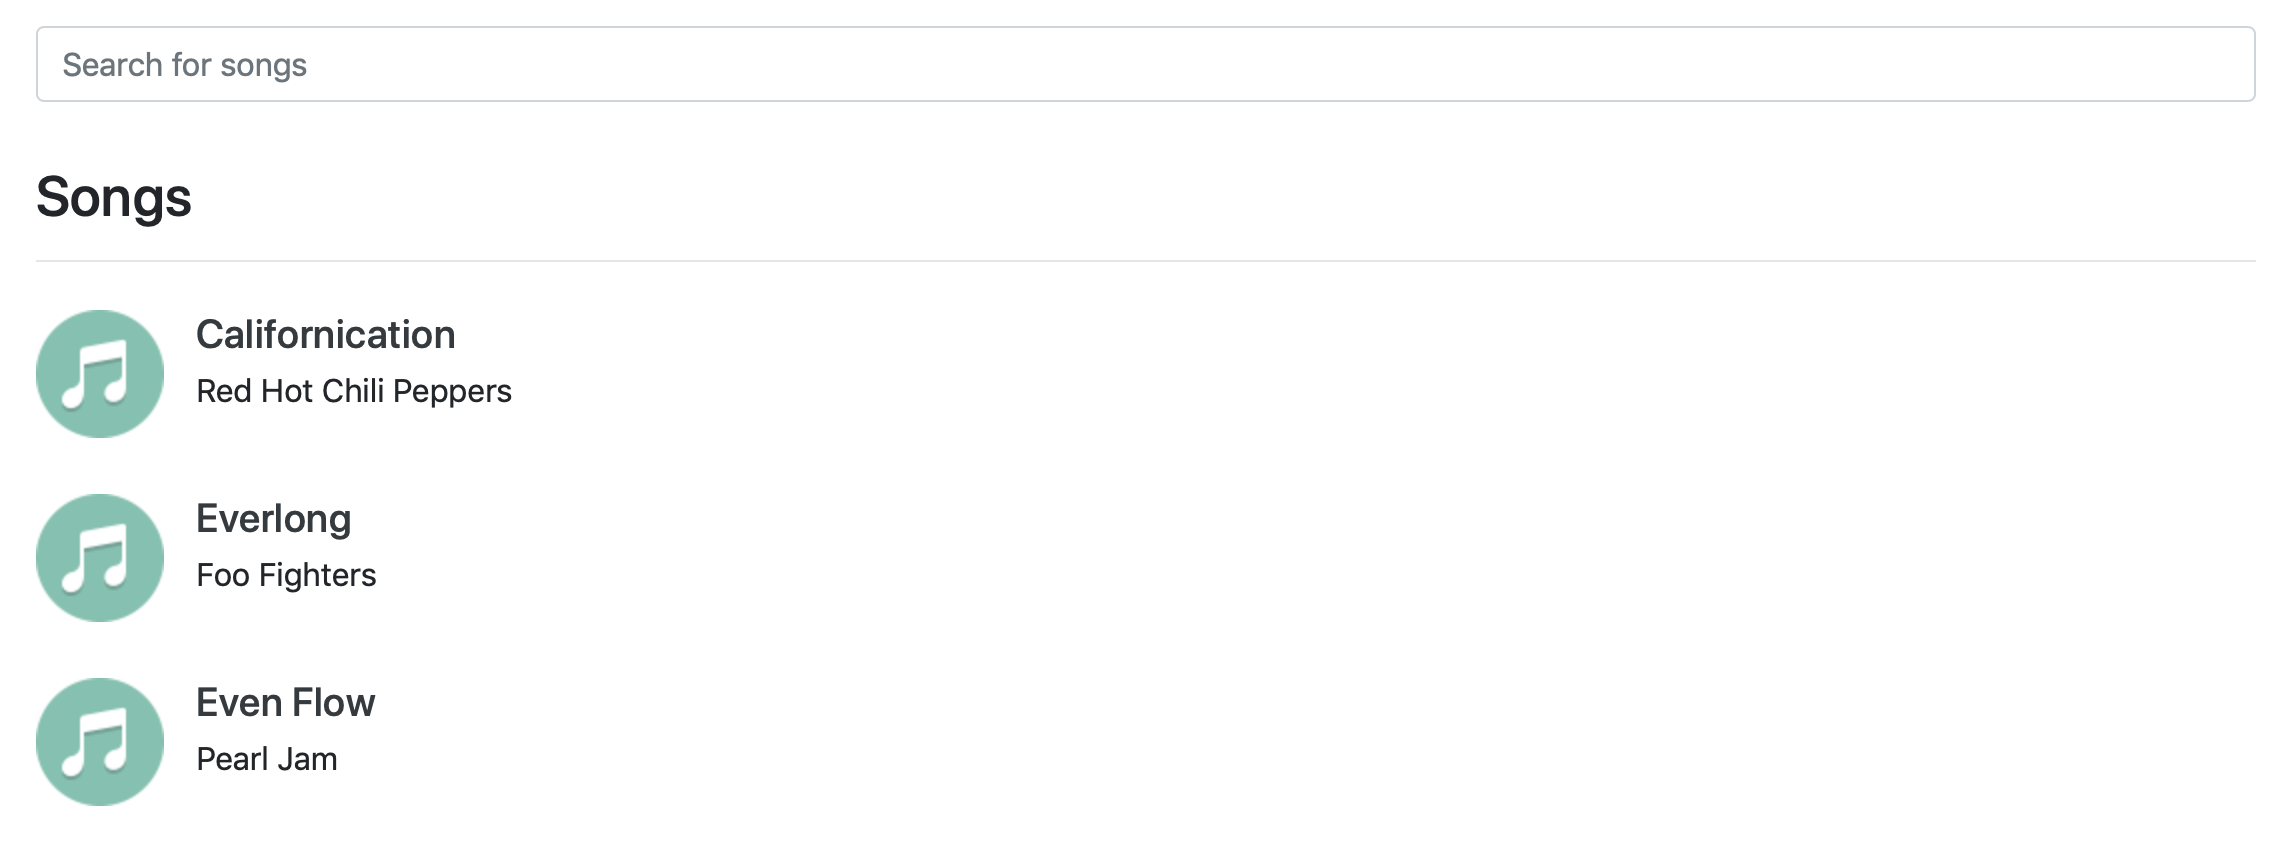 Search for songs
Songs
Californication
Red Hot Chili Peppers
Everlong
Foo Fighters
Even Flow
Pearl Jam